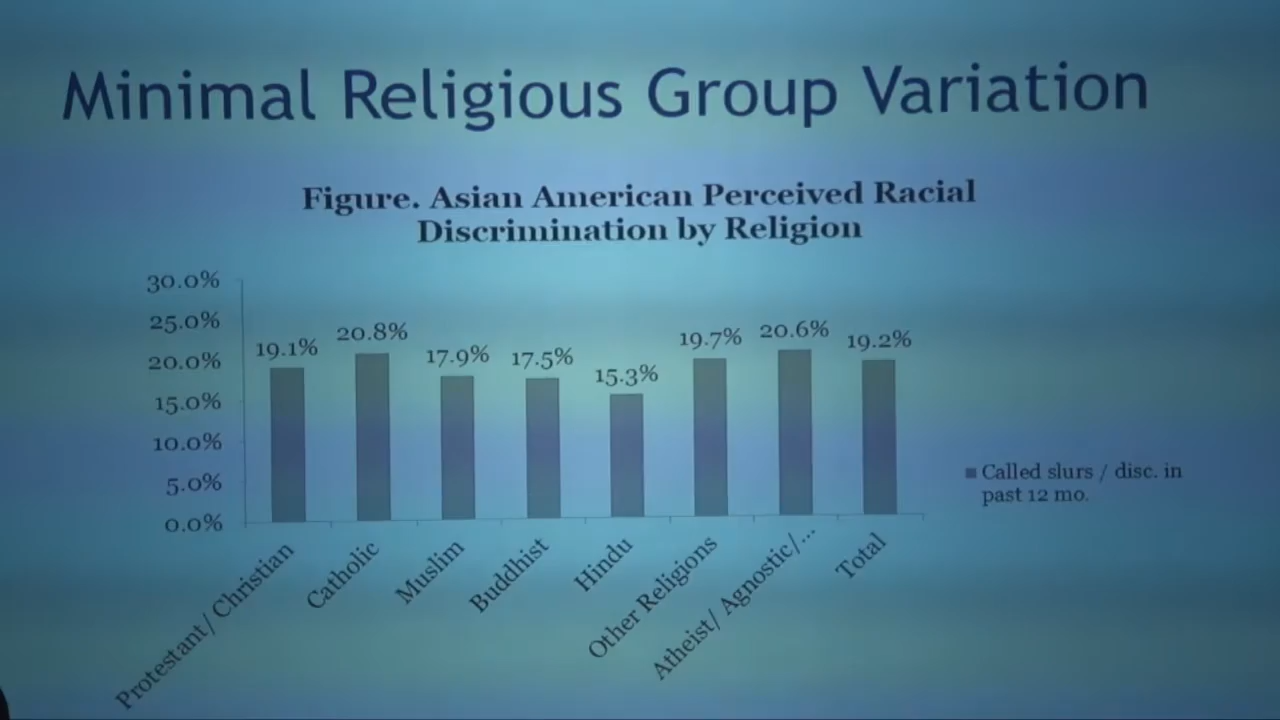 Minimal Religious Group Variation
Figure. Asian American Perceived Racial
Discrimination by Religion
30.0%
25.0%
20.0%
15.0%
10.0%
5.0%
0.0%
19.1%
20.8%
17.9%
17.5%
15.3%
19.7%
20.6%
19.2%
Protestant/ Christian
Catholic
Muslim
Buddhist
Hindu
Other Religions
Atheist/ Agnostic/...
Total
Called slurs / disc. in
past 12 mo.